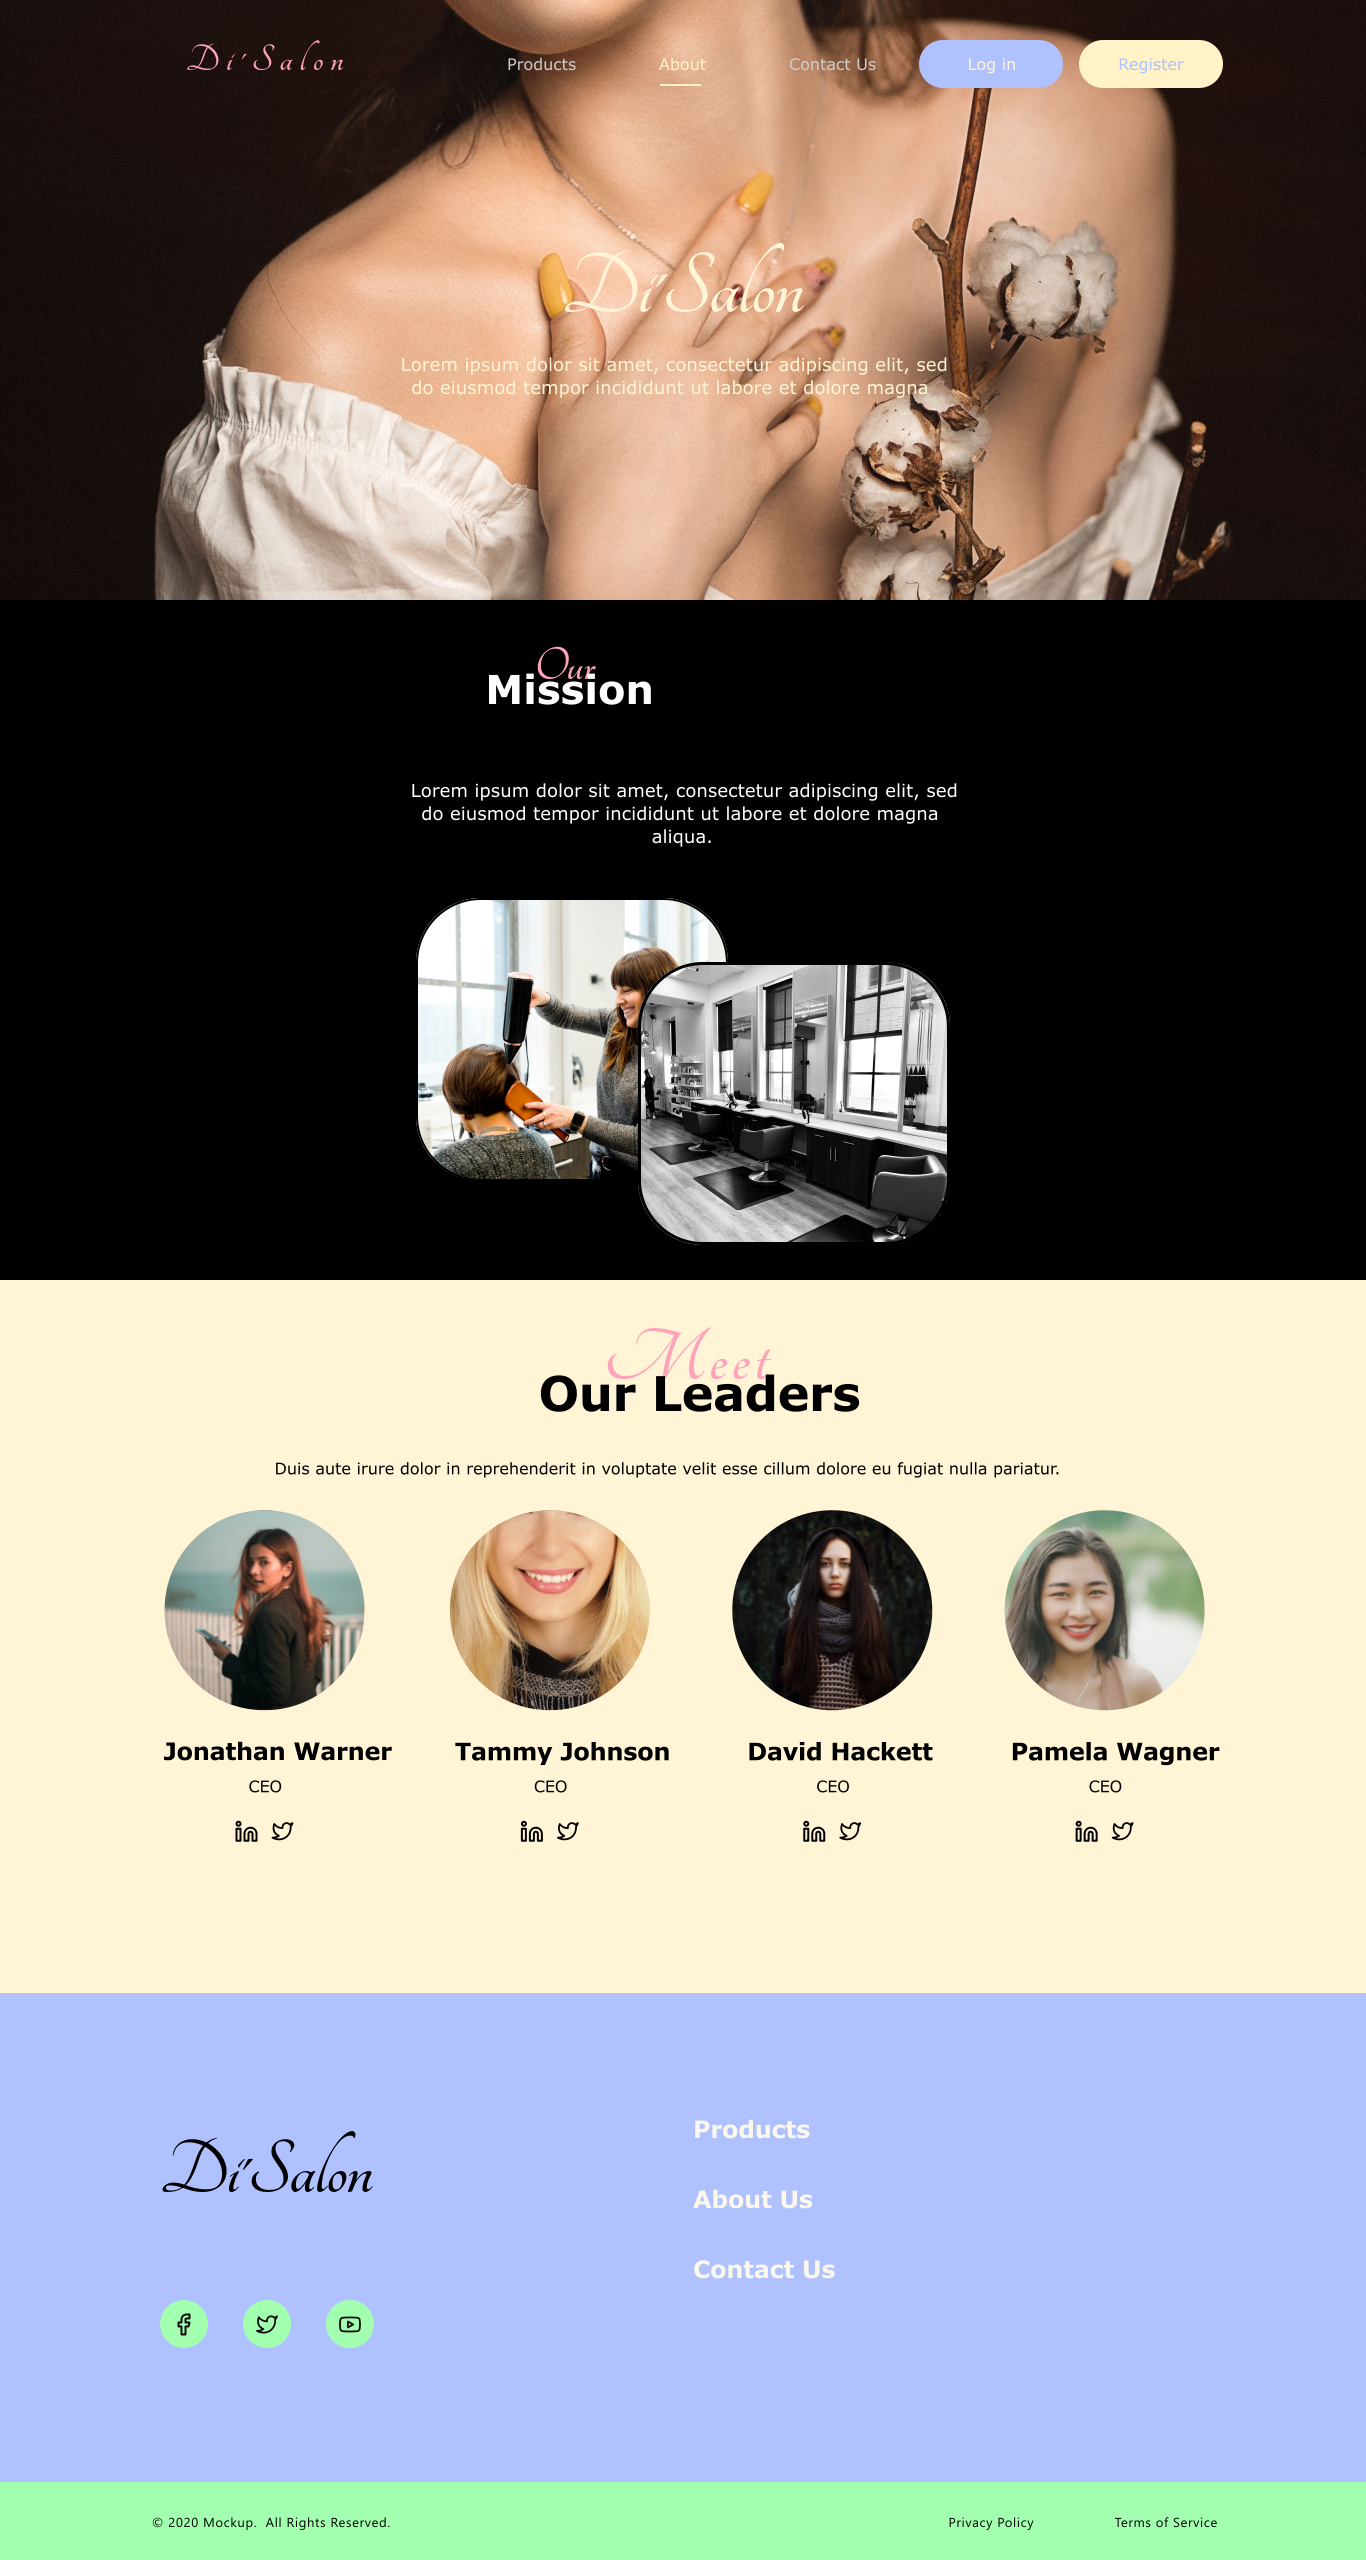 Di' Salon
Products
About
Contact Us
Log in
Register
Di' Salon
Lorem ipsum dolor sit amet, consectetur adipiscing elit, sed
do eiusmod tempor incididunt ut labore et dolore magna
Our
Mission
Lorem ipsum dolor sit amet, consectetur adipiscing elit, sed
do eiusmod tempor incididunt ut labore et dolore magna
aliqua.
Meet
Our Leaders
Duis aute irure dolor in reprehenderit in voluptate velit esse cillum dolore eu fugiat nulla pariatur.
Jonathan Warner
CEO
Tammy Johnson
CEO
David Hackett
CEO
Pamela Wagner
CEO
Di' Salon
Products
About Us
Contact Us
© 2020 Mockup.  All Rights Reserved.
Privacy Policy
Terms of Service